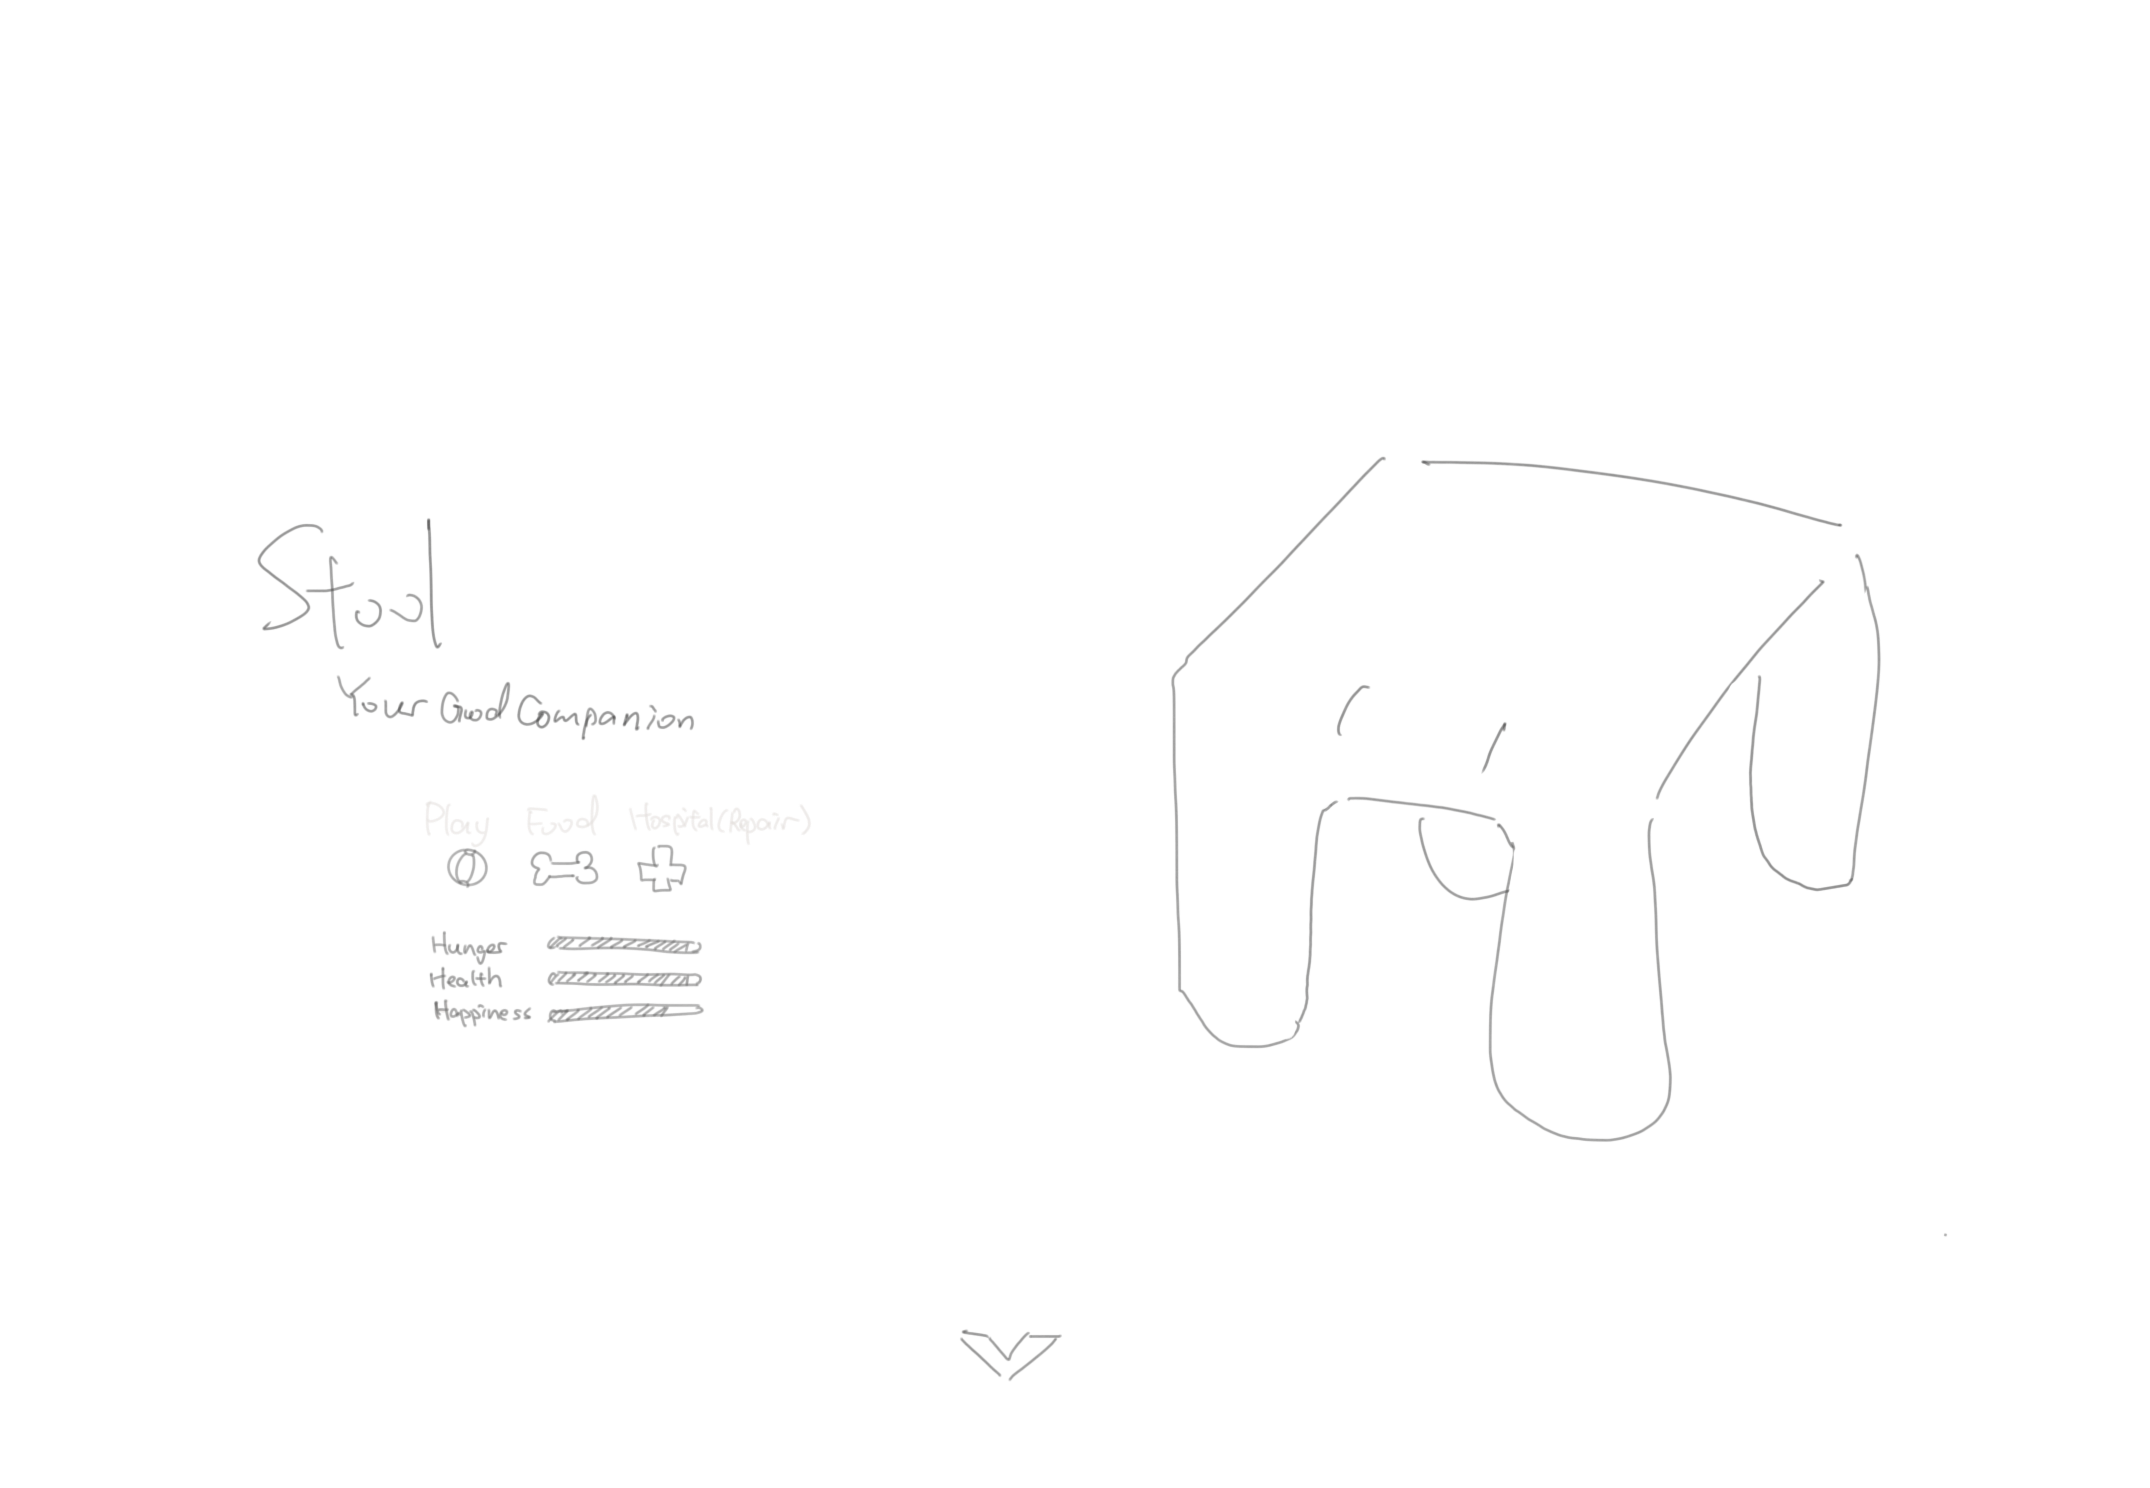 Stool
Your Good Companion
Play Food Hospital(Repair)
Hunger
Health
Happiness